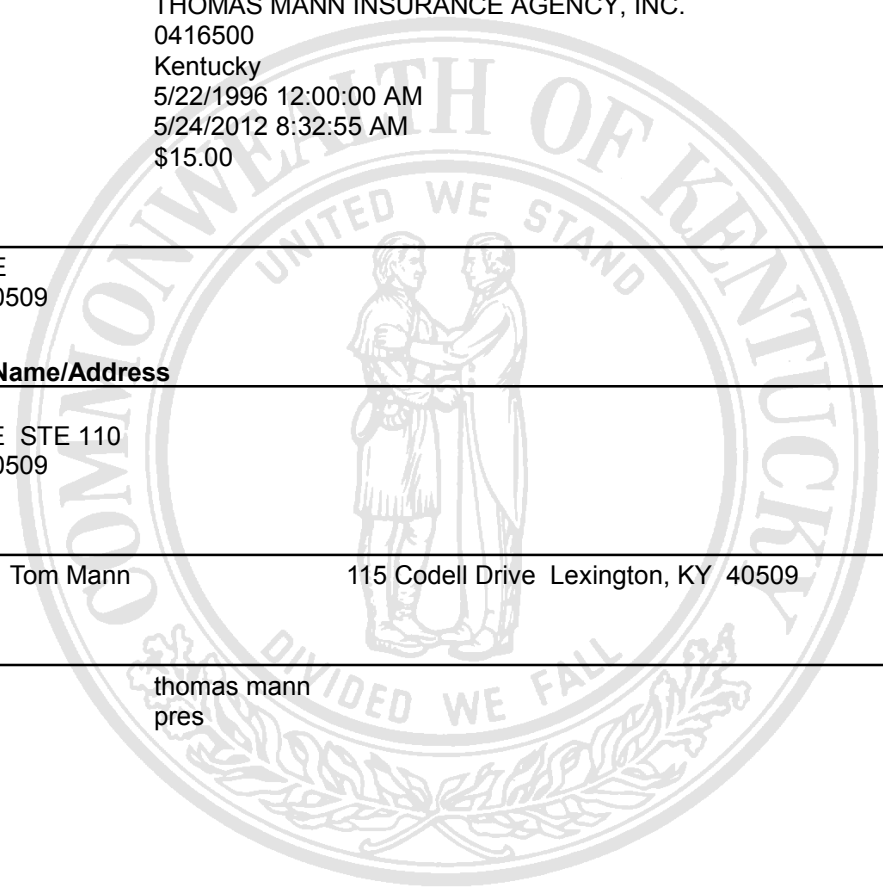 THOMAS MANN INSURANCE AGENCY, INC.
0416500
Kentucky
5/22/1996 12:00:00 AM
5/24/2012 8:32:55 AM
$15.00
COMMONWEALTH OF KENTUCKY
UNITED WE STAND
E
0509
Name/Address
E STE 110
0509
Tom Mann 115 Codell Drive Lexington, KY 40509
DIVIDED WE FALL
thomas mann
pres